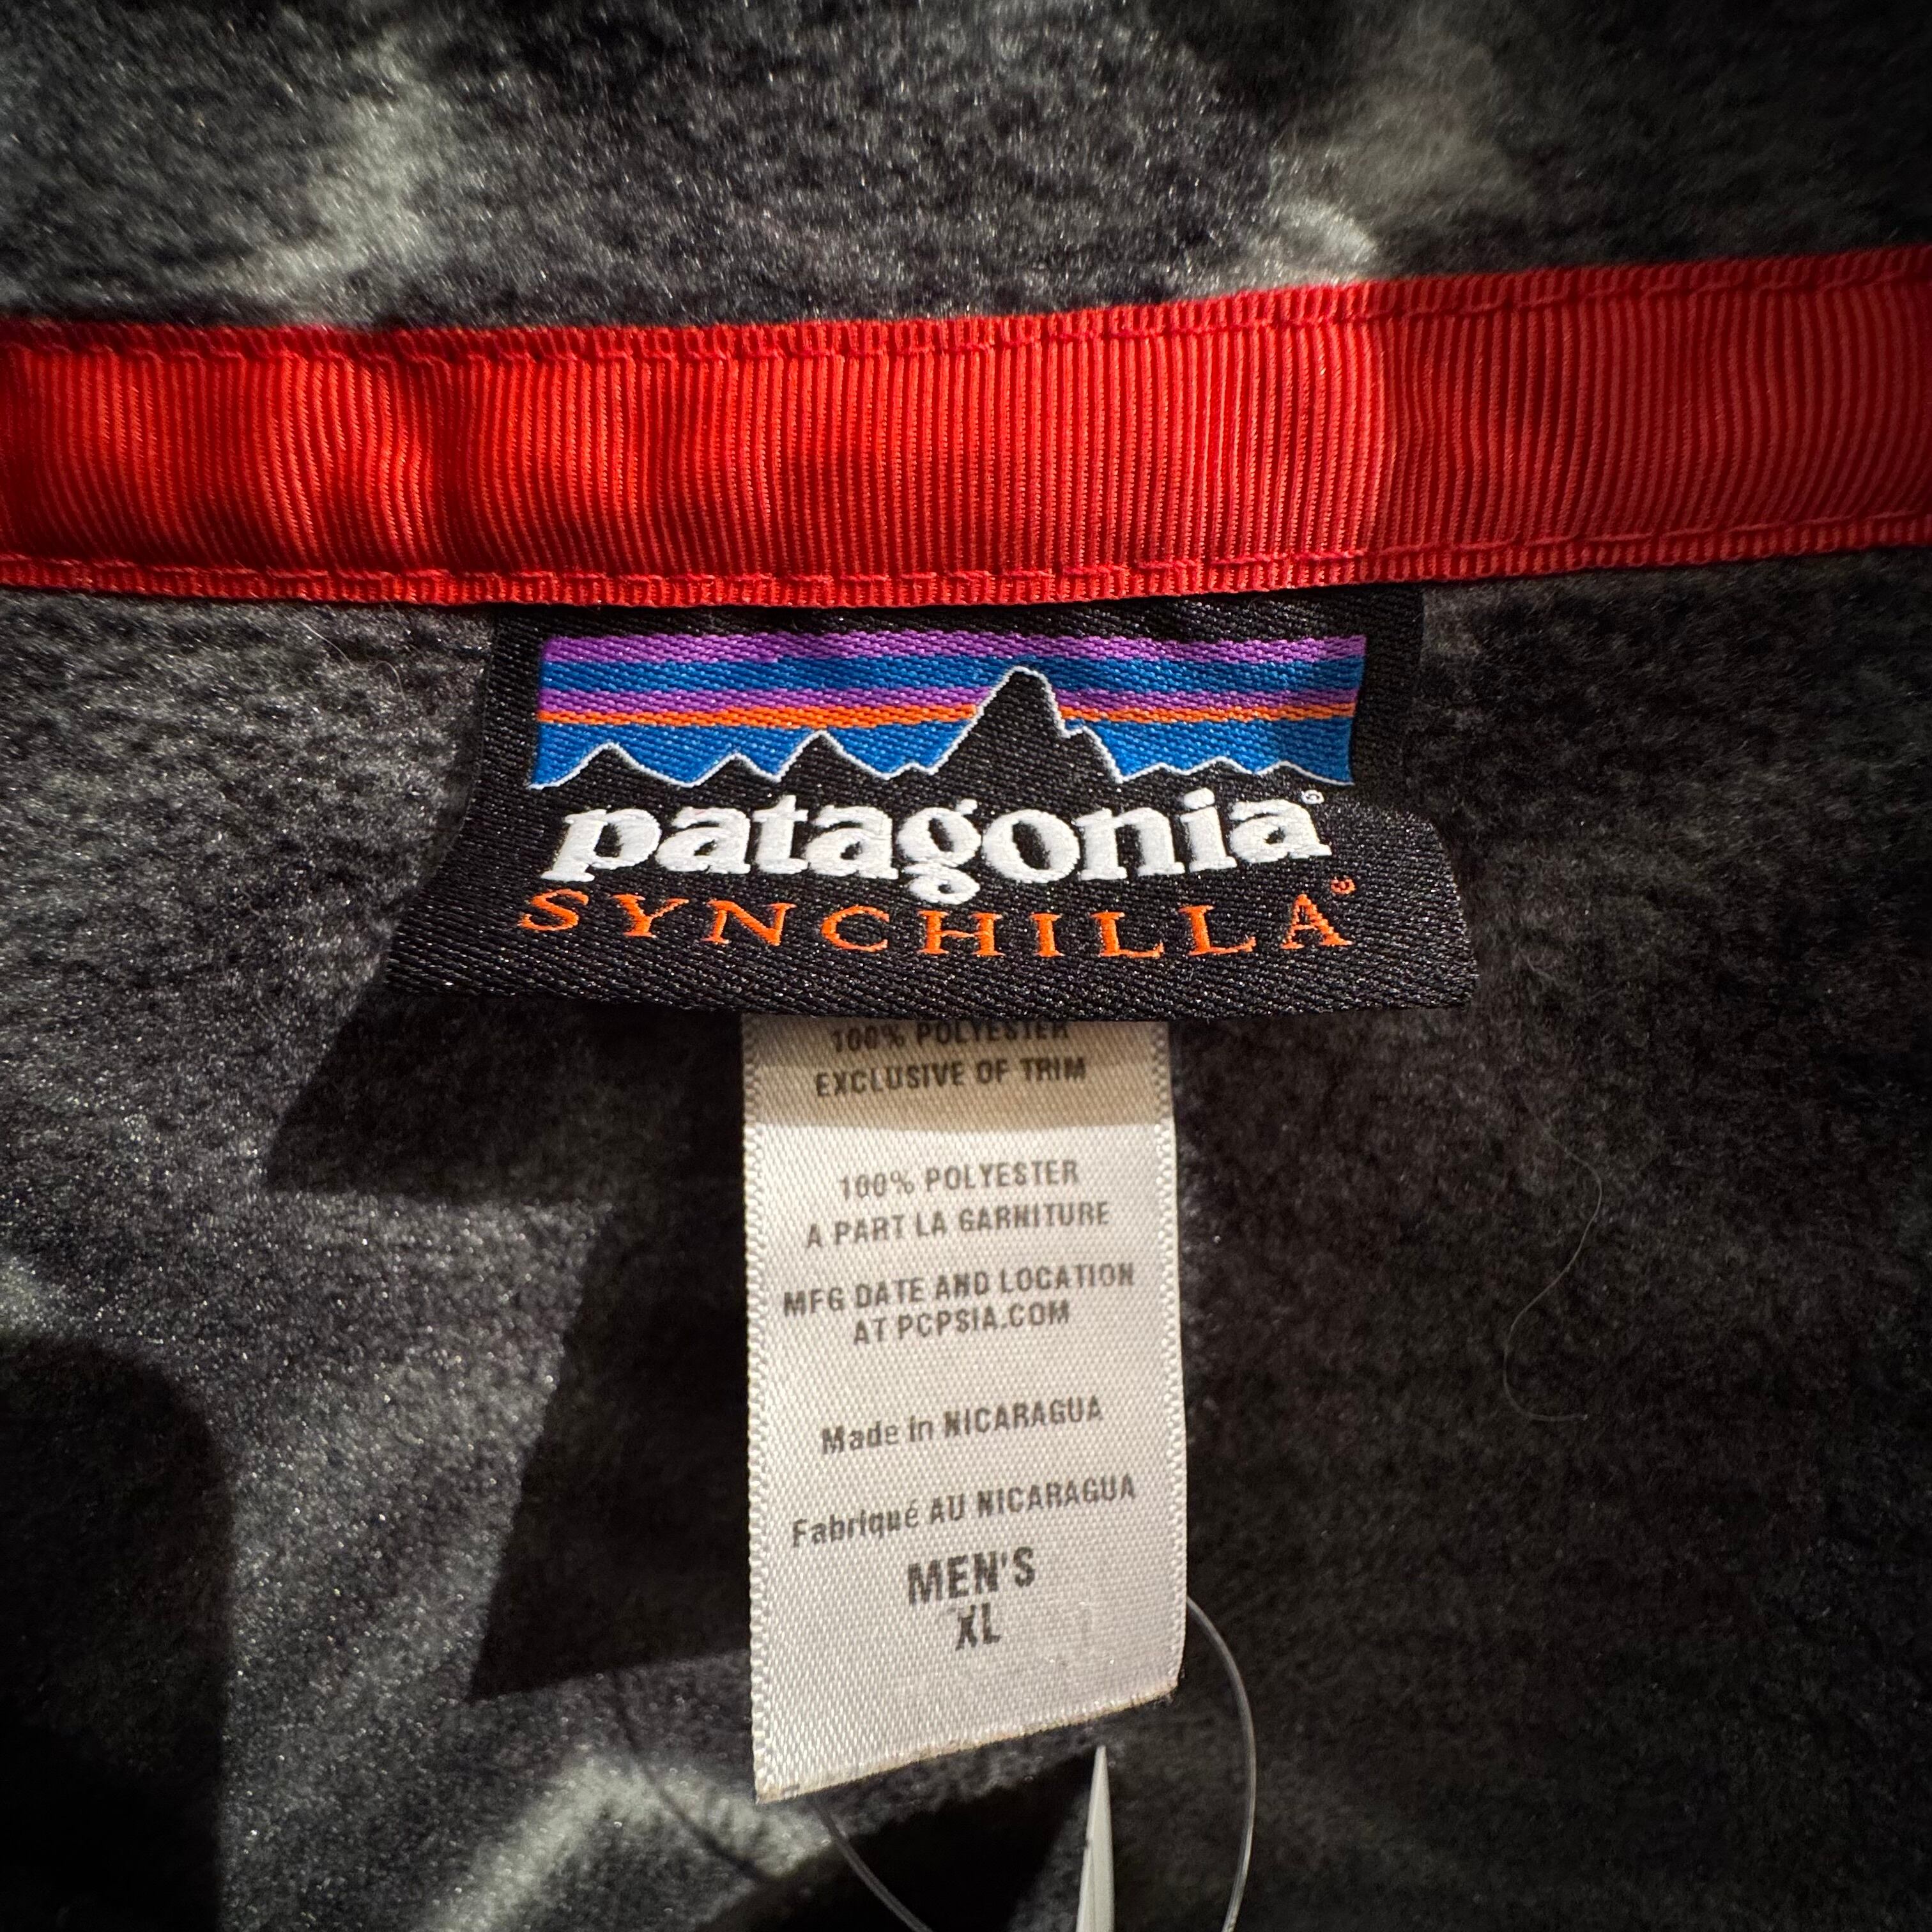 patagonia®
SYNCHILLA®
100% POLYESTER
EXCLUSIVE OF TRIM
100% POLYESTER
A PART LA GARNITURE
MFG DATE AND LOCATION
AT PCPSIA.COM
Made in NICARAGUA
Fabriqué AU NICARAGUA
MEN'S
XL